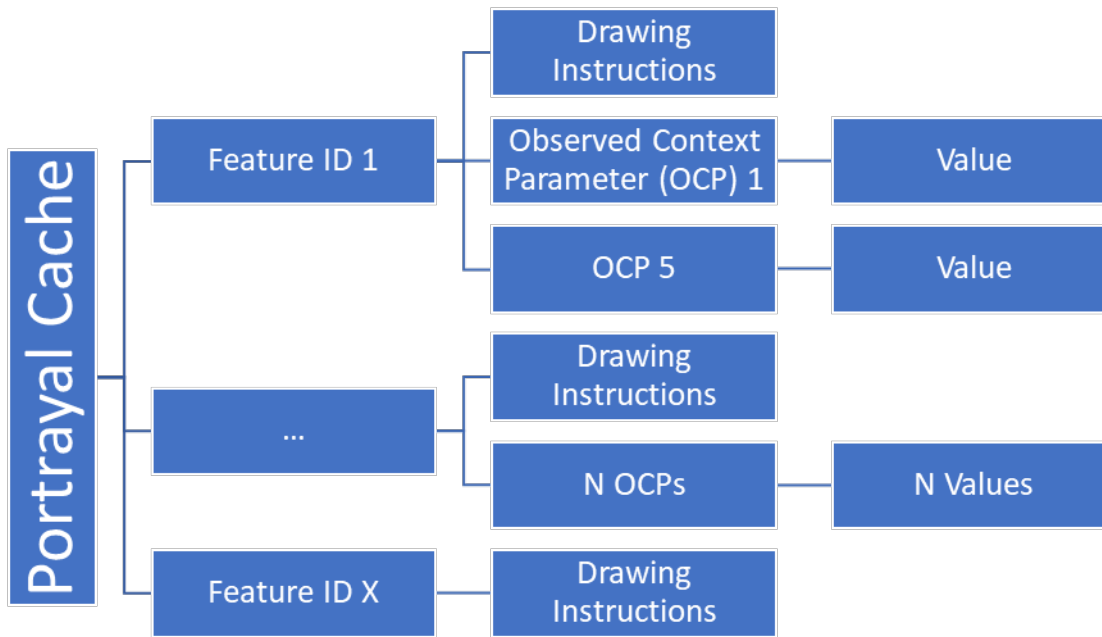 Portrayal Cache
Feature ID 1
Drawing
Instructions
Observed Context
Parameter (OCP) 1
Value
OCP 5
Value
...
Drawing
Instructions
N OCPs
N Values
Feature ID X
Drawing
Instructions